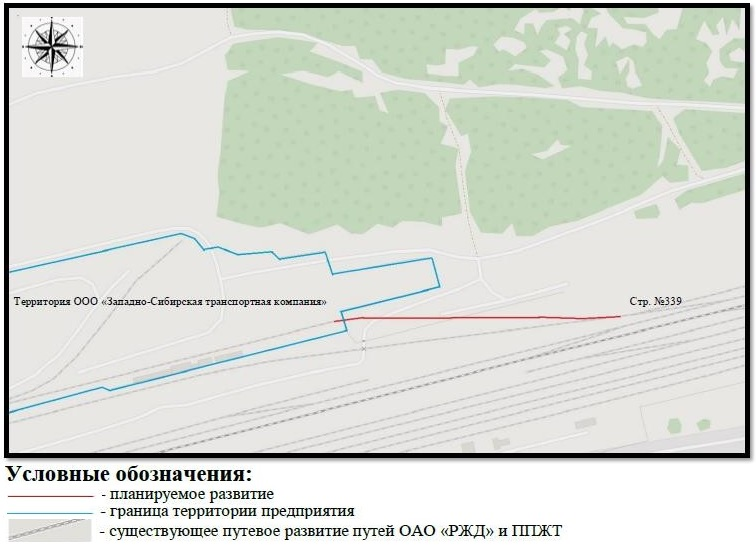 Территория ООО «Западно-Сибирская транспортная компания»
Стр. №339
Условные обозначения:
- планируемое развитие
- граница территории предприятия
- существующее путевое развитие путей ОАО «РЖД» и ППЖТ